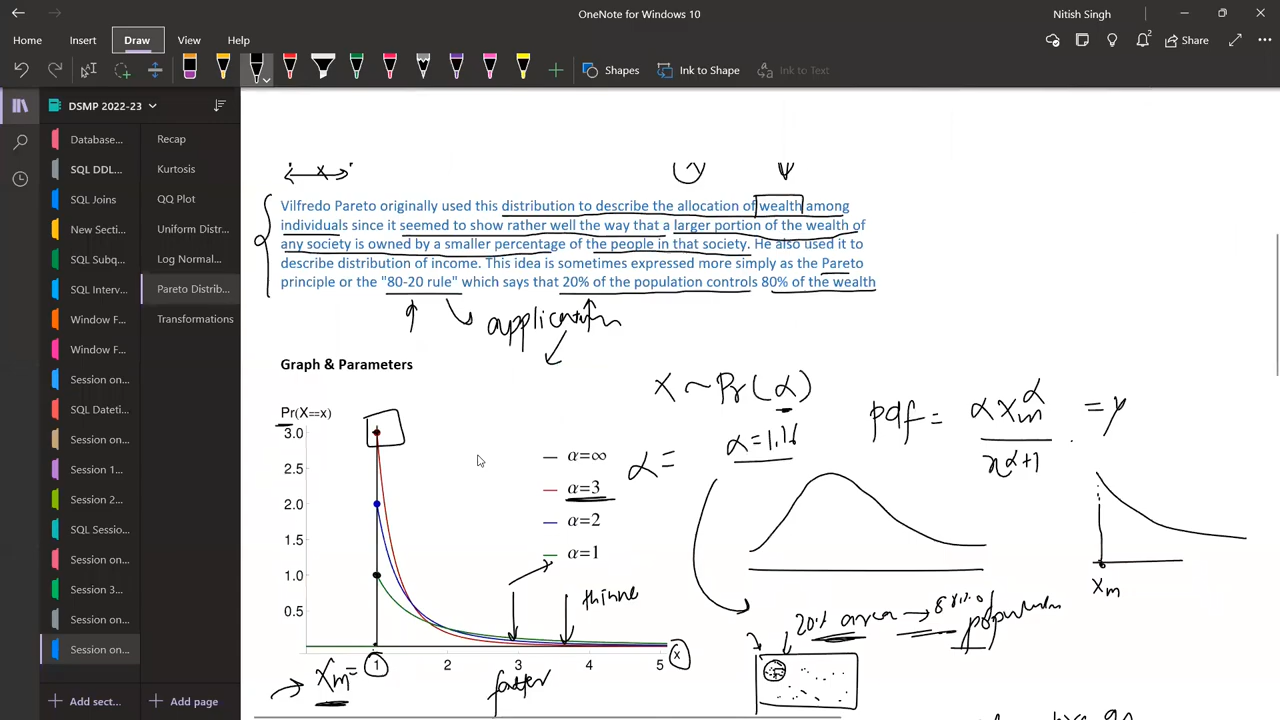 OneNote for Windows 10
Nitish Singh
Home
Insert
Draw
View
Help
Share
Shapes
Ink to Shape
Ink to Text
DSMP 2022-23
Database...
SQL DDL...
SQL Joins
New Secti...
SQL Subq...
SQL Interv...
Window F...
Window F...
Session on...
SQL Dateti...
Session on...
Session 1...
Session 2...
SQL Sessio...
Session on...
Session 3...
Session on...
Session on...
Add sect...
Recap
Kurtosis
QQ Plot
Uniform Distr...
Log Normal...
Pareto Distrib...
Transformations
Add page
X
Vilfredo Pareto originally used this distribution to describe the allocation of wealth among
individuals since it seemed to show rather well the way that a larger portion of the wealth of
any society is owned by a smaller percentage of the people in that society. He also used it to
describe distribution of income. This idea is sometimes expressed more simply as the Pareto
principle or the "80-20 rule" which says that 20% of the population controls 80% of the wealth
application
Graph & Parameters
Pr(X==x)
3.0
2.5
2.0
1.5
1.0
0.5
1
2
3
4
5
x
α=∞
α=3
α=2
α=1
Xm=
fatter
thinne
X ~ Pr(α)
α=
α=1.16
pdf = α Xm^α / x^α+1 = y
Xm
20% area → 80%
population